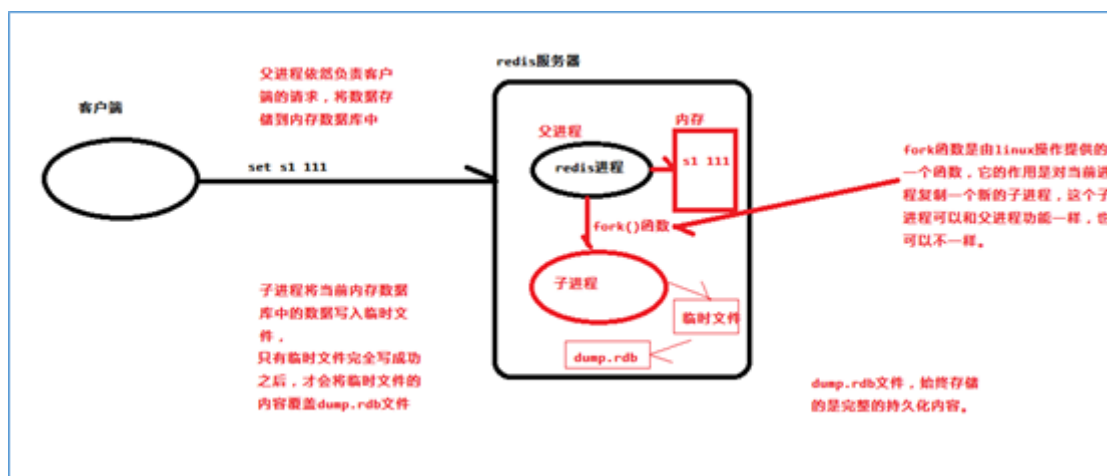 redis服务器
父进程依然负责客户
端的请求，将数据存
储到内存数据库中
客户端
set s1 111
父进程
内存
redis进程
s1 111
fork()函数
fork函数是由linux操作提供的
一个函数，它的作用是对当前进
程复制一个新的子进程，这个子
进程可以和父进程功能一样，也
可以不一样。
子进程
临时文件
dump.rdb
子进程将当前内存数据
库中的数据写入临时文
件，
只有临时文件完全写成功
之后，才会将临时文件的
内容覆盖dump.rdb文件
dump.rdb文件，始终存储
的是完整的持久化内容。